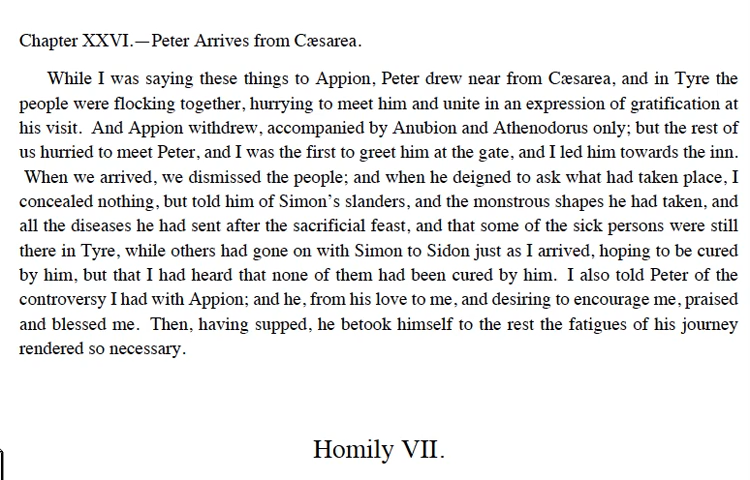 Chapter XXVI.—Peter Arrives from Cæsarea.
While I was saying these things to Appion, Peter drew near from Cæsarea, and in Tyre the
people were flocking together, hurrying to meet him and unite in an expression of gratification at
his visit. And Appion withdrew, accompanied by Anubion and Athenodorus only; but the rest of
us hurried to meet Peter, and I was the first to greet him at the gate, and I led him towards the inn.
When we arrived, we dismissed the people; and when he deigned to ask what had taken place, I
concealed nothing, but told him of Simon’s slanders, and the monstrous shapes he had taken, and
all the diseases he had sent after the sacrificial feast, and that some of the sick persons were still
there in Tyre, while others had gone on with Simon to Sidon just as I arrived, hoping to be cured
by him, but that I had heard that none of them had been cured by him. I also told Peter of the
controversy I had with Appion; and he, from his love to me, and desiring to encourage me, praised
and blessed me. Then, having supped, he betook himself to the rest the fatigues of his journey
rendered so necessary.
Homily VII.